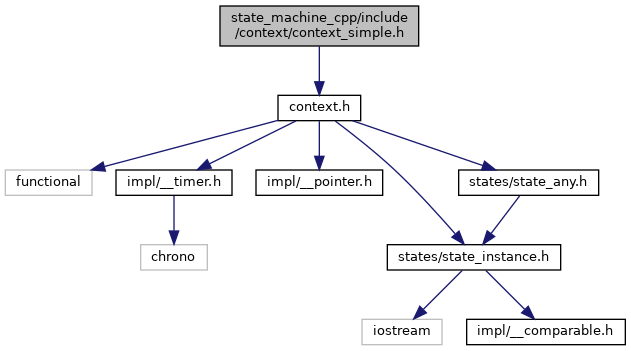 state_machine_cpp/include
/context/context_simple.h
context.h
functional
impl/__timer.h
impl/__pointer.h
states/state_any.h
chrono
states/state_instance.h
iostream
impl/__comparable.h